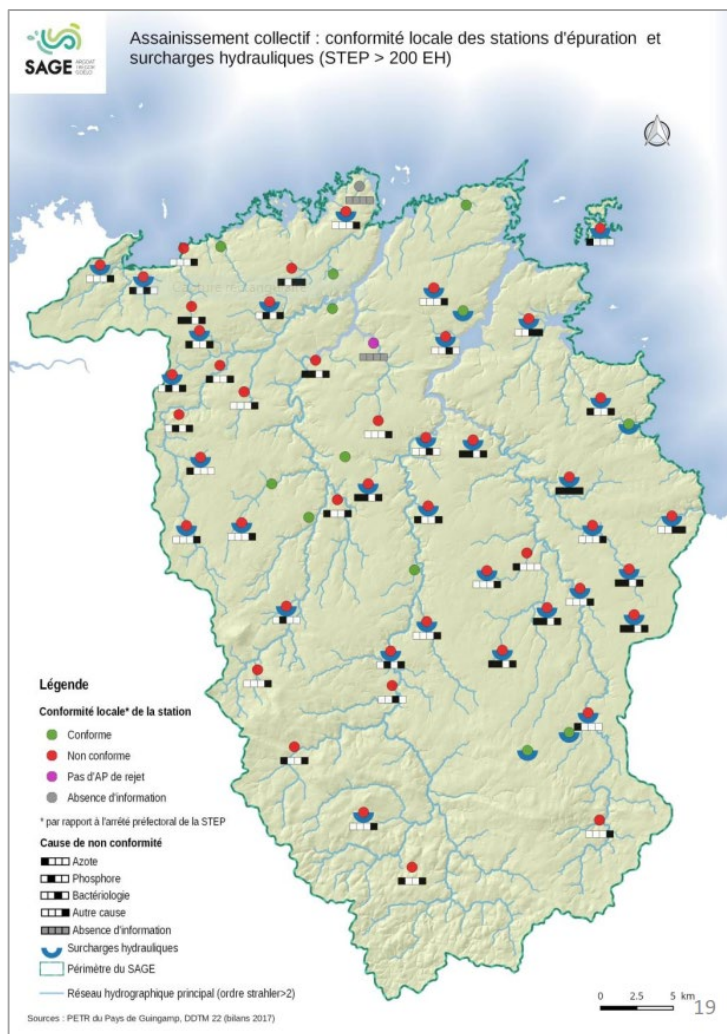 Assainissement collectif : conformité locale des stations d'épuration et
surcharges hydrauliques (STEP > 200 EH)
SAGE
ARGOAT
TRÉGOR
GOËLO
Légende
Conformité locale* de la station
Conforme
Non conforme
Pas d'AP de rejet
Absence d'information
* par rapport à l'arrêté préfectoral de la STEP
Cause de non conformité
Azote
Phosphore
Bactériologie
Autre cause
Absence d'information
Surcharges hydrauliques
Périmètre du SAGE
Réseau hydrographique principal (ordre strahler>2)
Sources : PETR du Pays de Guingamp, DDTM 22 (bilans 2017)
0 2.5 5 km
19